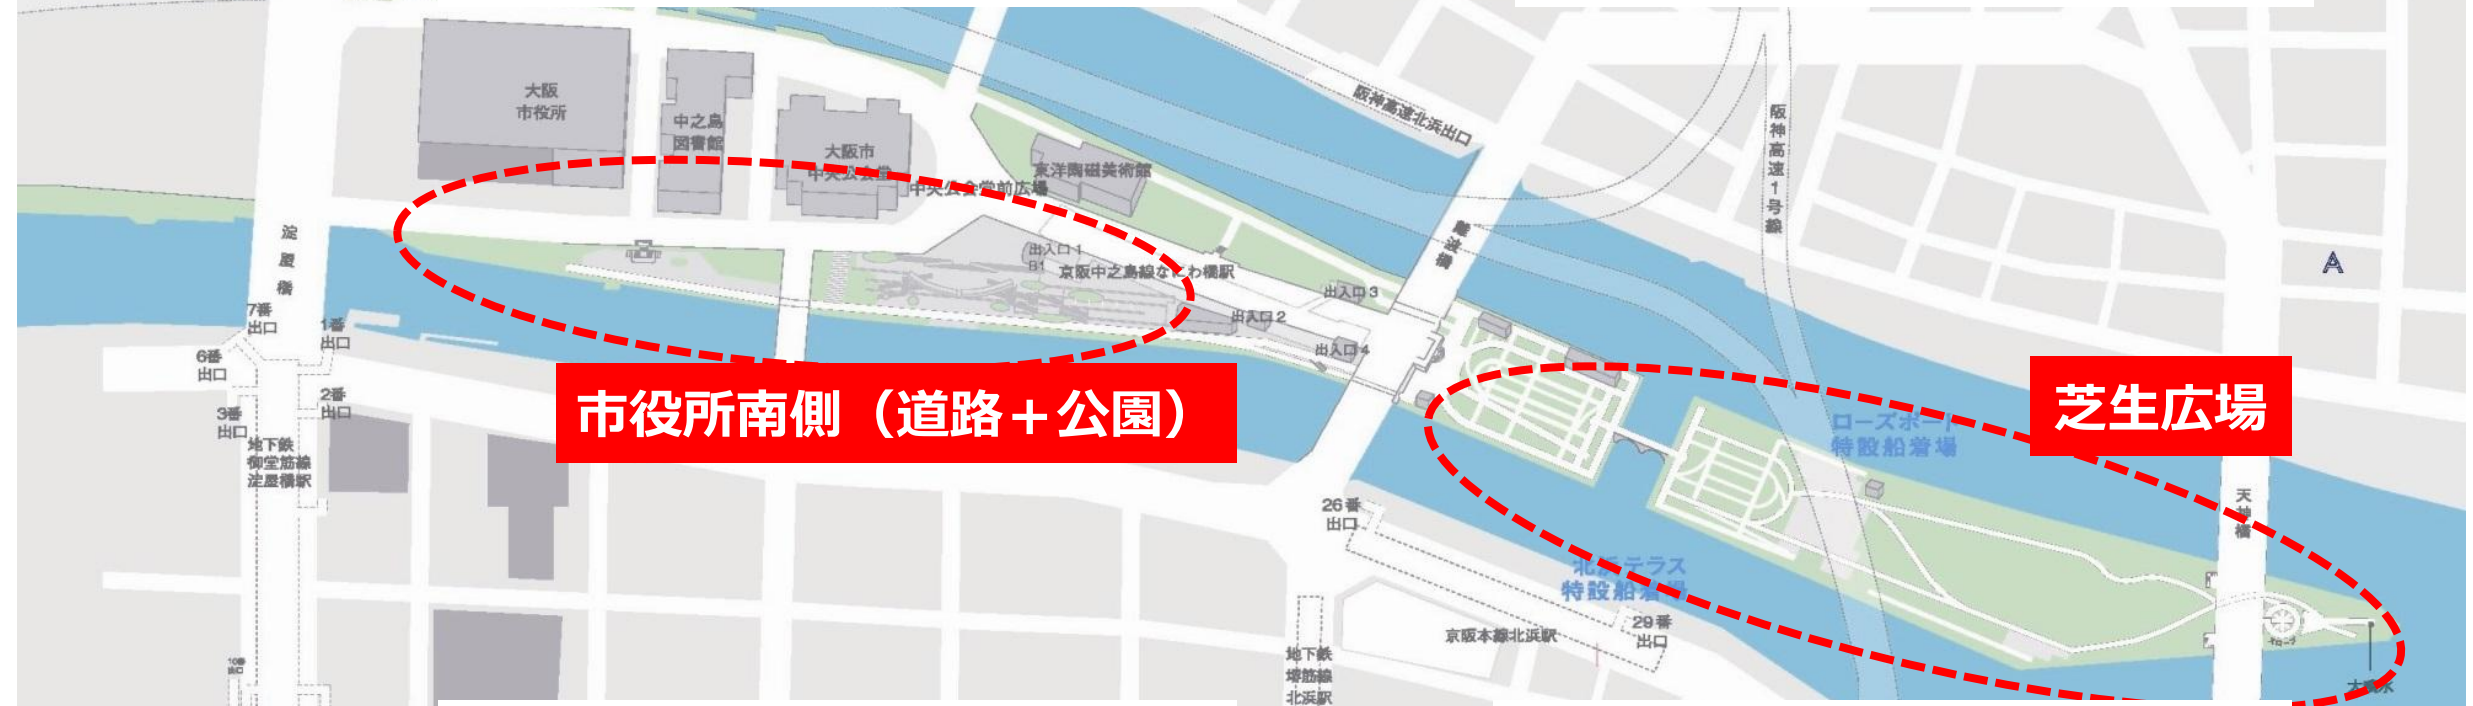 大阪
市役所
中之島
図書館
大阪市
中央公会堂
中央公会堂前広場
東洋陶磁美術館
阪神高速北浜出口
阪神高速1号線
淀屋橋
難波橋
出入口1
B1
京阪中之島線なにわ橋駅
出入口3
出入口2
出入口4
7番
出口
1番
出口
6番
出口
2番
出口
3番
出口
地下鉄
御堂筋線
淀屋橋駅
市役所南側（道路＋公園）
芝生広場
ローズポート
特設船着場
天神橋
26番
出口
北浜テラス
特設船着場
29番
出口
京阪本線北浜駅
地下鉄
堺筋線
北浜駅
10番
出口
大噴水